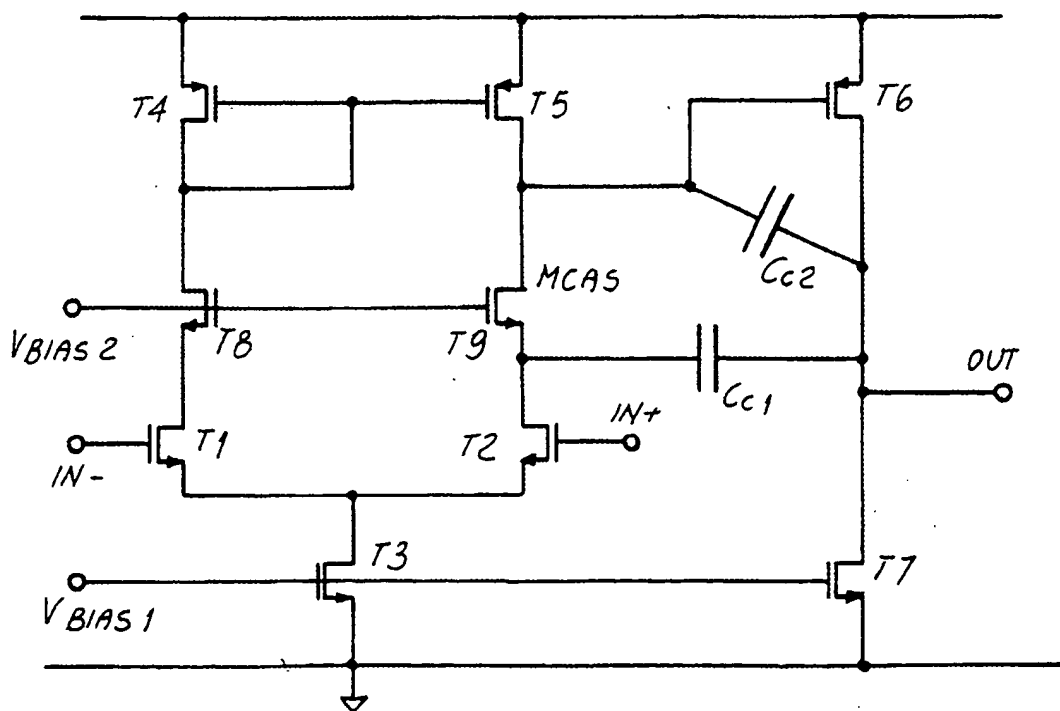 T4
T5
T6
Cc2
MCAS
VBIAS 2
T8
T9
Cc1
OUT
IN+
IN-
T1
T2
T3
T7
VBIAS 1